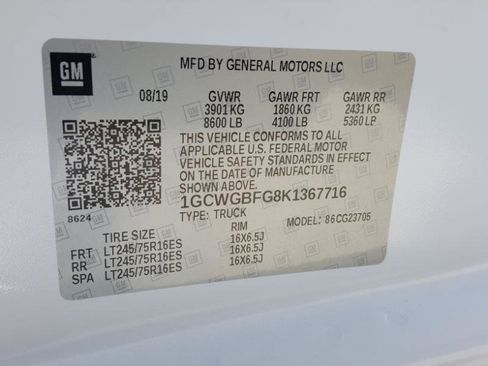 GM
MFD BY GENERAL MOTORS LLC
08/19 GVWR GAWR FRT GAWR RR
3901 KG 1860 KG 2431 KG
8600 LB 4100 LB 5360 LP
THIS VEHICLE CONFORMS TO ALL
APPLICABLE U.S. FEDERAL MOTOR
VEHICLE SAFETY STANDARDS IN EFFECT
ON THE DATE OF MANUFACTURE
SHOWN ABOVE.
8624
1GCWGBFG8K1367716
TYPE: TRUCK MODEL: 86CG23705
TIRE SIZE RIM
FRT LT245/75R16ES 16X6.5J
RR LT245/75R16ES 16X6.5J
SPA LT245/75R16ES 16X6.5J